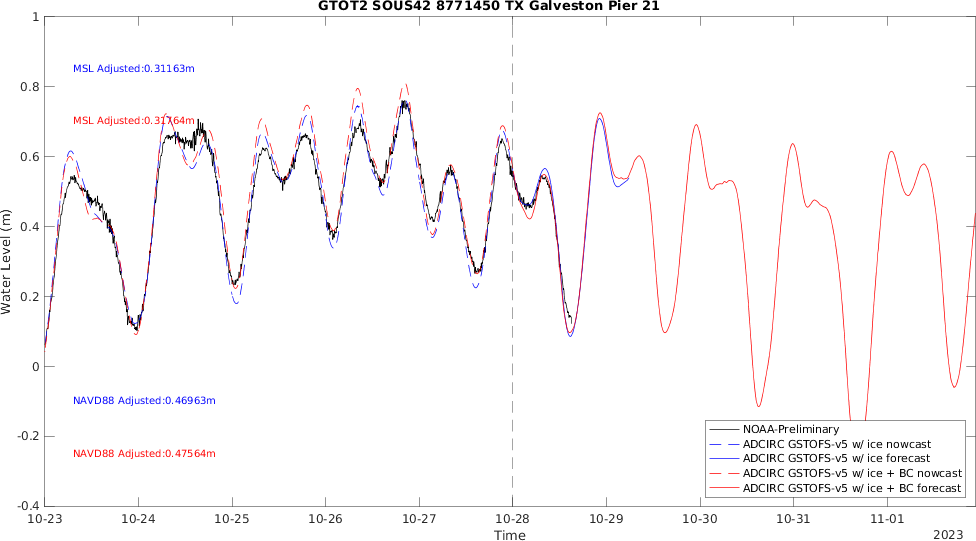 GTOT2 SOUS42 8771450 TX Galveston Pier 21
1
0.8
0.6
0.4
0.2
0
-0.2
-0.4
Water Level (m)
MSL Adjusted:0.31163m
MSL Adjusted:0.31764m
NAVD88 Adjusted:0.46963m
NAVD88 Adjusted:0.47564m
NOAA-Preliminary
ADCIRC GSTOFS-v5 w/ ice nowcast
ADCIRC GSTOFS-v5 w/ ice forecast
ADCIRC GSTOFS-v5 w/ ice + BC nowcast
ADCIRC GSTOFS-v5 w/ ice + BC forecast
10-23 10-24 10-25 10-26 10-27 10-28 10-29 10-30 10-31 11-01
Time
2023